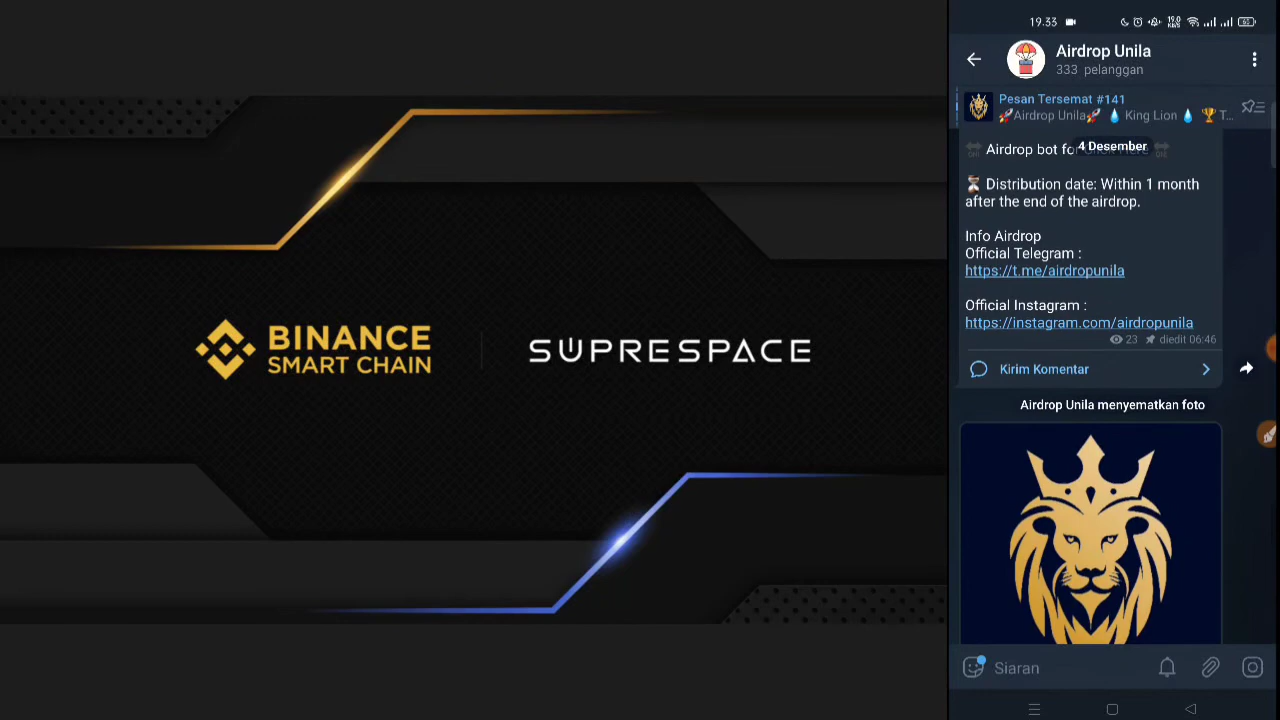 BINANCE
SMART CHAIN
SUPRESPACE
19.33
Airdrop Unila
333 pelanggan
Pesan Tersemat #141
🚀Airdrop Unila🚀 💧 King Lion 💧 🏆 T...
4 Desember
Airdrop bot for
⏳ Distribution date: Within 1 month
after the end of the airdrop.
Info Airdrop
Official Telegram :
https://t.me/airdropunila
Official Instagram :
https://instagram.com/airdropunila
23 diedit 06:46
Kirim Komentar
Airdrop Unila menyematkan foto
Siaran